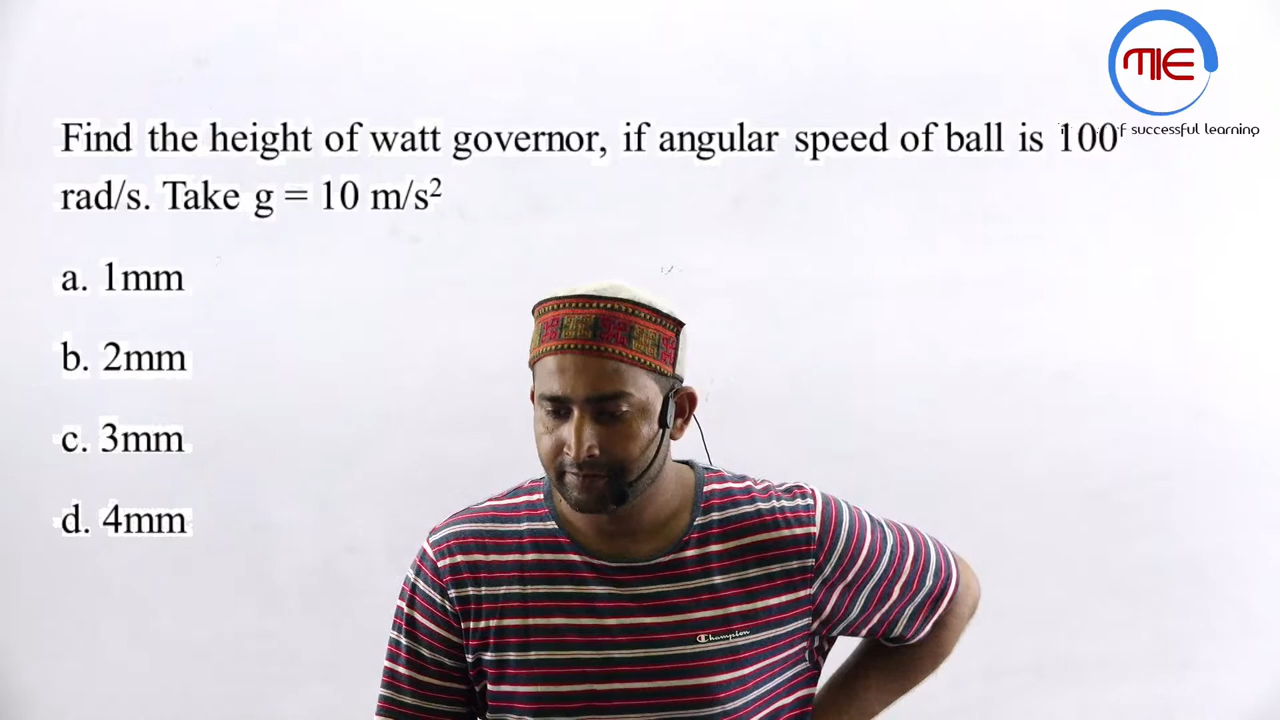 MIE
f successful learning
Find the height of watt governor, if angular speed of ball is 100
rad/s. Take g = 10 m/s²
a. 1mm
b. 2mm
c. 3mm
d. 4mm
Champion